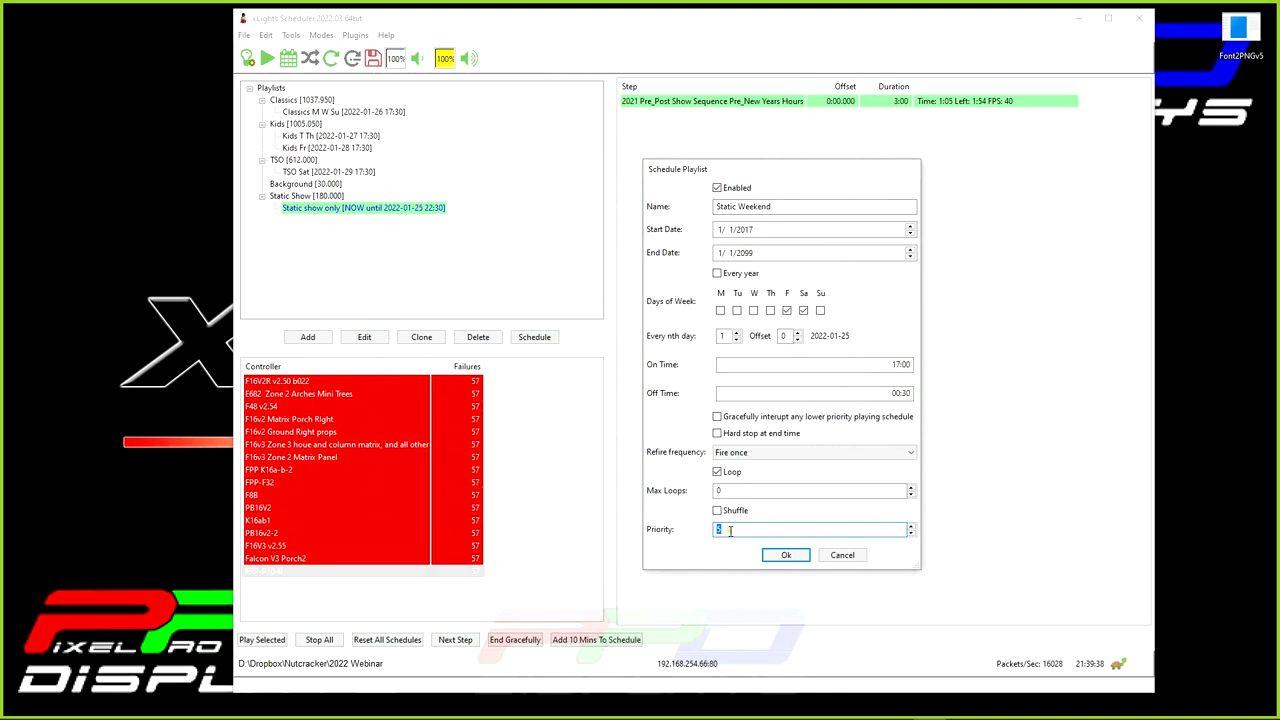 xLights Scheduler 2022.03 64bit
File Edit Tools Modes Plugins Help
100% 100%
Playlists
Classics [1037.950]
Classics M W Su [2022-01-26 17:30]
Kids [1005.050]
Kids T Th [2022-01-27 17:30]
Kids Fr [2022-01-28 17:30]
TSO [612.000]
TSO Sat [2022-01-29 17:30]
Background [30.000]
Static Show [180.000]
Static show only [NOW until 2022-01-25 22:30]
Add Edit Clone Delete Schedule
Controller Failures
F16V2R v2.50 b022 57
E682 Zone 2 Arches Mini Trees 57
F48 v2.54 57
F16v2 Matrix Porch RIght 57
F16v2 Ground Right props 57
F16v3 Zone 3 houe and column matrix, and all other 57
F16v3 Zone 2 Matrix Panel 57
FPP K16a-b-2 57
FPP-F32 57
F8B 57
PB16V2 57
K16ab1 57
PB16v2-2 57
F16V3 v2.55 57
Falcon V3 Porch2 57
57
Step Offset Duration
2021 Pre_Post Show Sequence Pre_New Years Hours 0:00.000 3:00 Time: 1:05 Left: 1:54 FPS: 40
Schedule Playlist
Enabled
Name: Static Weekend
Start Date: 1/ 1/2017
End Date: 1/ 1/2099
Every year
M Tu W Th F Sa Su
Days of Week:
Every nth day: 1 Offset 0 2022-01-25
On Time: 17:00
Off Time: 00:30
Gracefully interupt any lower priority playing schedule
Hard stop at end time
Refire frequency: Fire once
Loop
Max Loops: 0
Shuffle
Priority: 5
Ok Cancel
Play Selected Stop All Reset All Schedules Next Step End Gracefully Add 10 Mins To Schedule
D:\Dropbox\Nutcracker\2022 Webinar 192.168.254.66:80 Packets/Sec: 16028 21:39:38
Font2PNGv5
YS
X
PIXEL PRO
DISPL
PPD